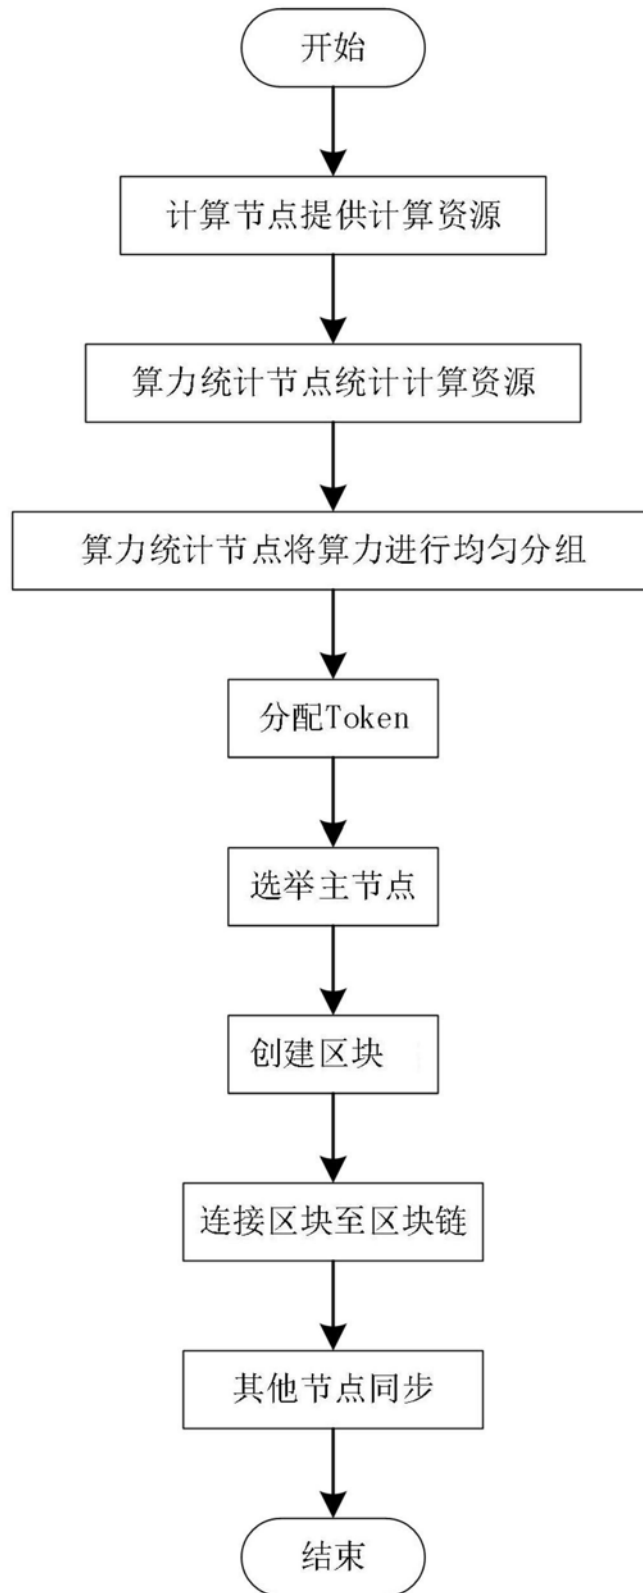 开始
计算节点提供计算资源
算力统计节点统计计算资源
算力统计节点将算力进行均匀分组
分配Token
选举主节点
创建区块
连接区块至区块链
其他节点同步
结束